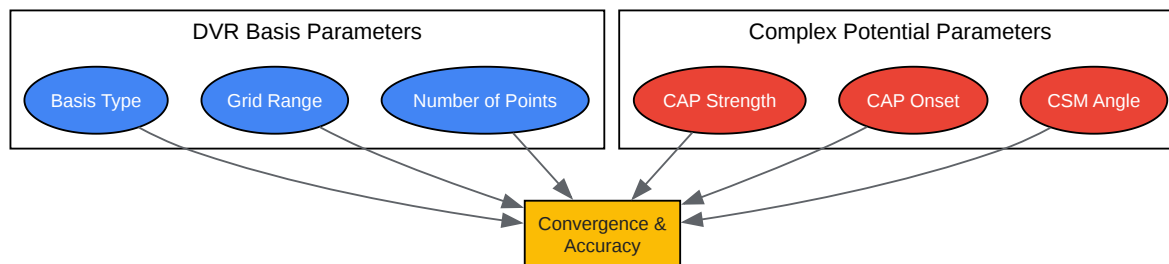 DVR Basis Parameters
Complex Potential Parameters
Basis Type
Grid Range
Number of Points
CAP Strength
CAP Onset
CSM Angle
Convergence &
Accuracy